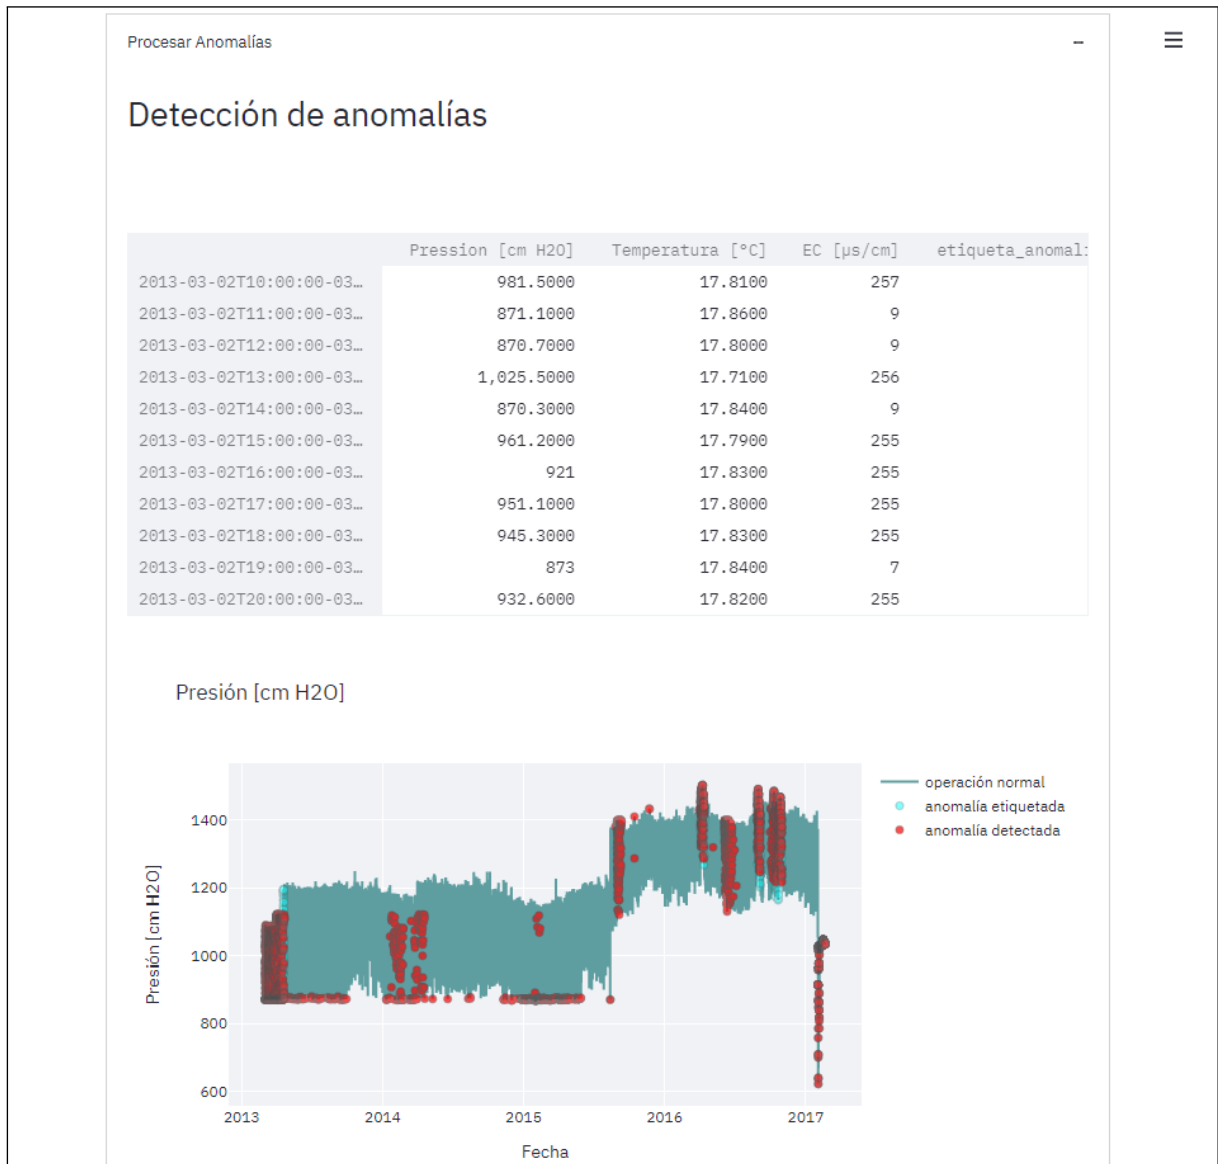 Procesar Anomalías
Detección de anomalías
Pression [cm H2O] Temperatura [°C] EC [µs/cm] etiqueta_anomalí
2013-03-02T10:00:00-03… 981.5000 17.8100 257
2013-03-02T11:00:00-03… 871.1000 17.8600 9
2013-03-02T12:00:00-03… 870.7000 17.8000 9
2013-03-02T13:00:00-03… 1,025.5000 17.7100 256
2013-03-02T14:00:00-03… 870.3000 17.8400 9
2013-03-02T15:00:00-03… 961.2000 17.7900 255
2013-03-02T16:00:00-03… 921 17.8300 255
2013-03-02T17:00:00-03… 951.1000 17.8000 255
2013-03-02T18:00:00-03… 945.3000 17.8300 255
2013-03-02T19:00:00-03… 873 17.8400 7
2013-03-02T20:00:00-03… 932.6000 17.8200 255
Presión [cm H2O]
operación normal
anomalía etiquetada
anomalía detectada
Presión [cm H2O]
1400
1200
1000
800
600
2013 2014 2015 2016 2017
Fecha